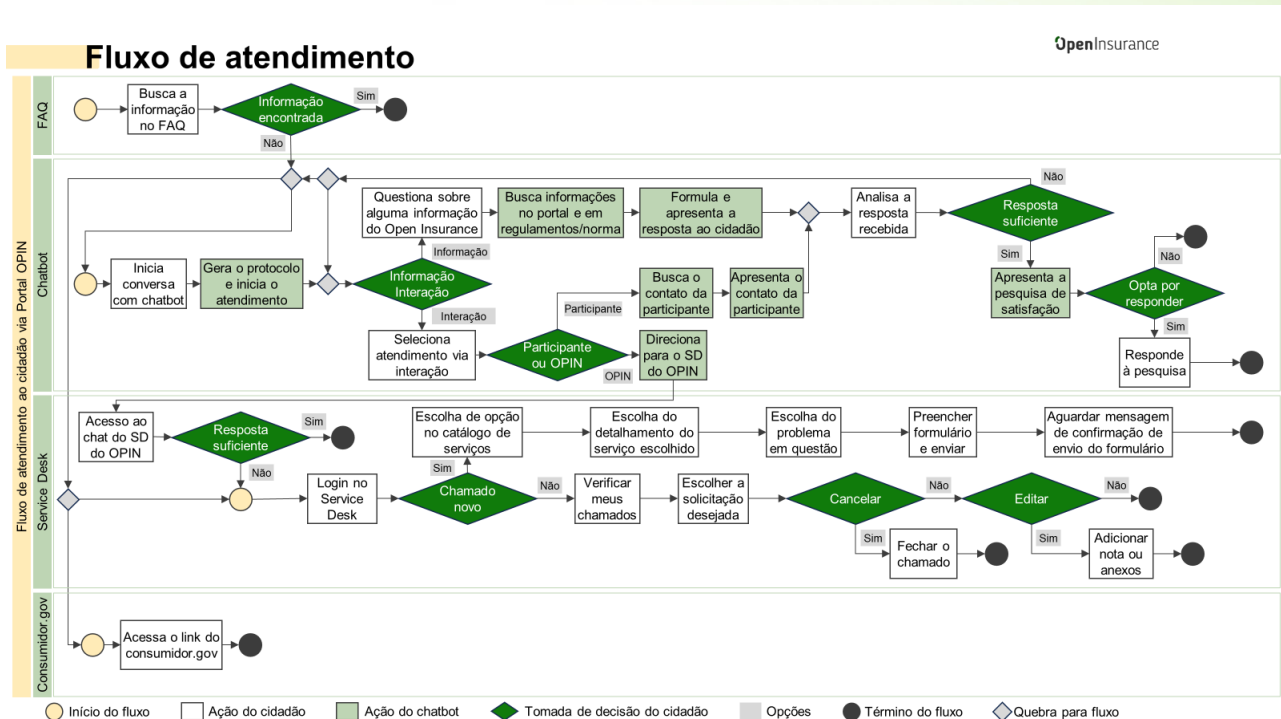 OpenInsurance
Fluxo de atendimento
Fluxo de atendimento ao cidadão via Portal OPIN
FAQ
Busca a
informação
no FAQ
Informação
encontrada
Sim
Não
Chatbot
Inicia
conversa
com chatbot
Gera o protocolo
e inicia o
atendimento
Informação
Interação
Informação
Questiona sobre
alguma informação
do Open Insurance
Busca informações
no portal e em
regulamentos/norma
Formula e
apresenta a
resposta ao cidadão
Analisa a
resposta
recebida
Resposta
suficiente
Não
Sim
Apresenta a
pesquisa de
satisfação
Opta por
responder
Não
Sim
Responde
à pesquisa
Interação
Seleciona
atendimento via
interação
Participante
ou OPIN
Participante
Busca o
contato da
participante
Apresenta o
contato da
participante
OPIN
Direciona
para o SD
do OPIN
Service Desk
Acesso ao
chat do SD
do OPIN
Resposta
suficiente
Sim
Não
Login no
Service
Desk
Chamado
novo
Sim
Escolha de opção
no catálogo de
serviços
Escolha do
detalhamento do
serviço escolhido
Escolha do
problema
em questão
Preencher
formulário
e enviar
Aguardar mensagem
de confirmação de
envio do formulário
Não
Verificar
meus
chamados
Escolher a
solicitação
desejada
Cancelar
Não
Sim
Fechar o
chamado
Editar
Não
Sim
Adicionar
nota ou
anexos
Consumidor.gov
Acessa o link do
consumidor.gov
Início do fluxo
Ação do cidadão
Ação do chatbot
Tomada de decisão do cidadão
Opções
Término do fluxo
Quebra para fluxo